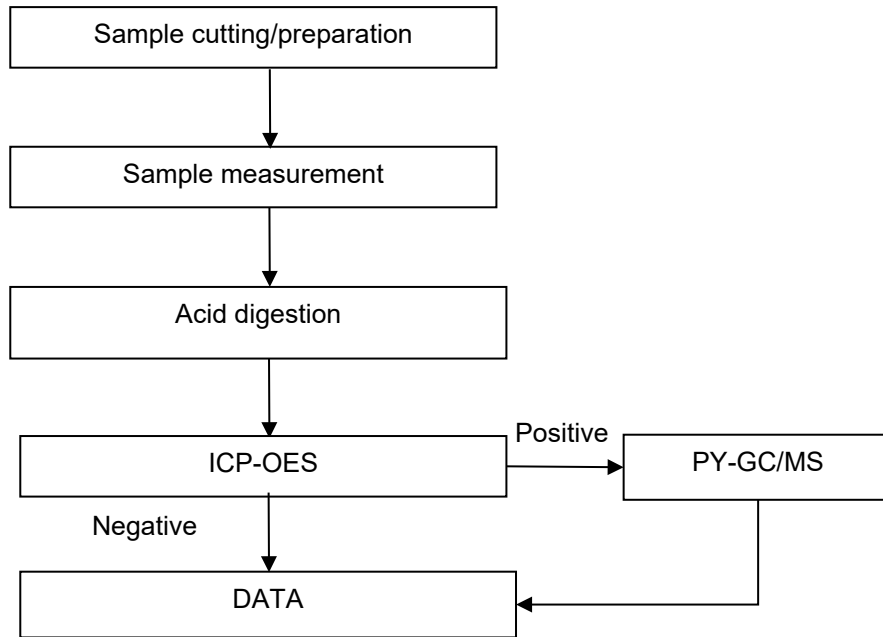 Sample cutting/preparation
Sample measurement
Acid digestion
ICP-OES
Positive
PY-GC/MS
Negative
DATA